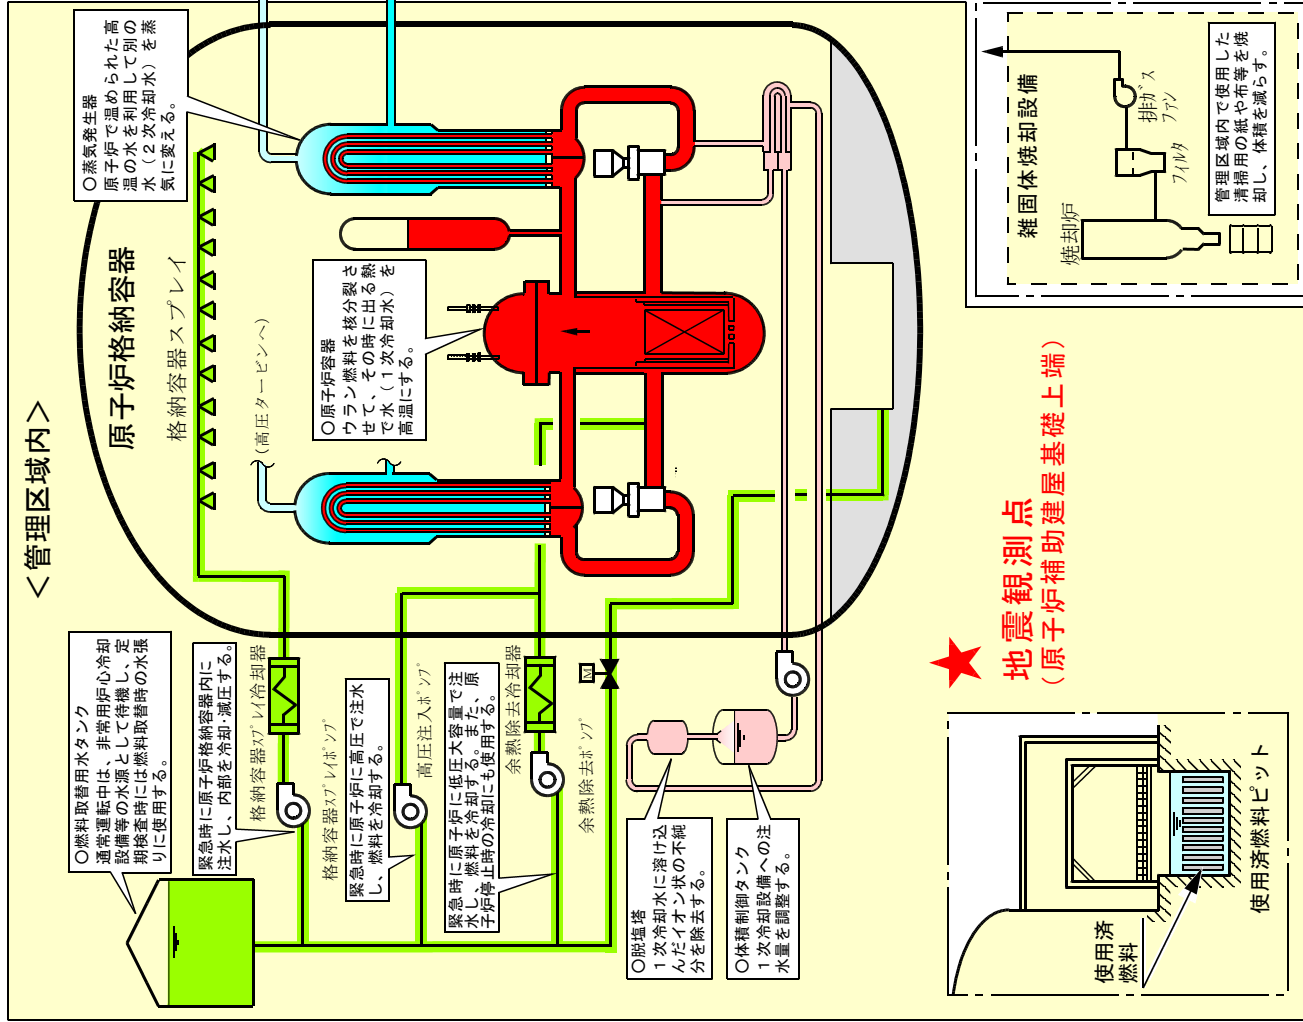 ＜管理区域内＞
原子炉格納容器
格納容器スプレイ
（高圧タービンへ）
○蒸気発生器
原子炉で温められた高
温の水を利用して別の
水（２次冷却水）を蒸
気に変える。
○原子炉容器
ウラン燃料を核分裂さ
せて、その時に出る熱
で水（１次冷却水）を
高温にする。
○燃料取替用水タンク
通常運転中は、非常用炉心冷却
設備等の水源として待機し、定
期検査時には燃料取替時の水張
りに使用する。
緊急時に原子炉格納容器内に
注水し、内部を冷却･減圧する。
格納容器ｽﾌﾟﾚｲ冷却器
格納容器ｽﾌﾟﾚｲﾎﾟﾝﾌﾟ
緊急時に原子炉に高圧で注水
し、燃料を冷却する。
高圧注入ﾎﾟﾝﾌﾟ
緊急時に原子炉に低圧大容量で注
水し、燃料を冷却する。また、原
子炉停止時の冷却にも使用する。
余熱除去冷却器
余熱除去ﾎﾟﾝﾌﾟ
M
○脱塩塔
１次冷却水に溶け込
んだイオン状の不純
分を除去する。
○体積制御タンク
１次冷却設備への注
水量を調整する。
地震観測点
（原子炉補助建屋基礎上端）
使用済
燃料
使用済燃料ピット
雑固体焼却設備
焼却炉
ﾌｨﾙﾀ
排ｶﾞｽ
ﾌｧﾝ
管理区域内で使用した
清掃用の紙や布等を焼
却し、体積を減らす。